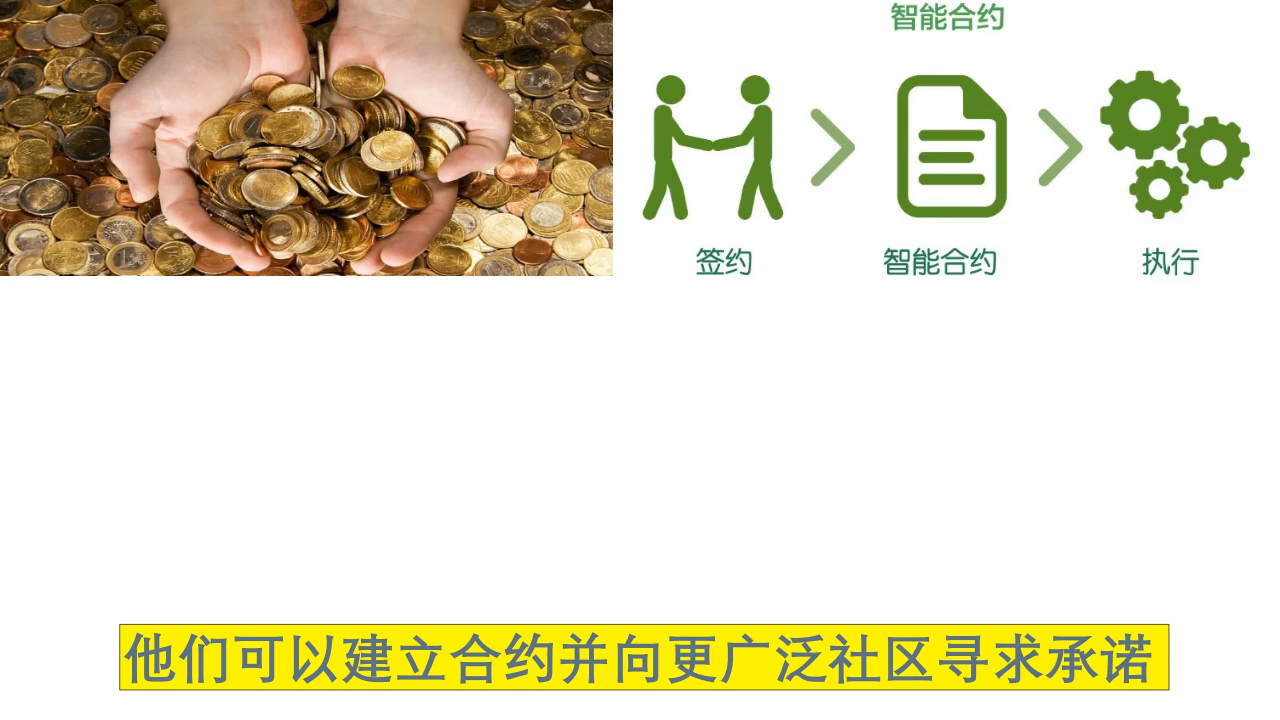 智能合约
签约
智能合约
执行
他们可以建立合约并向更广泛社区寻求承诺